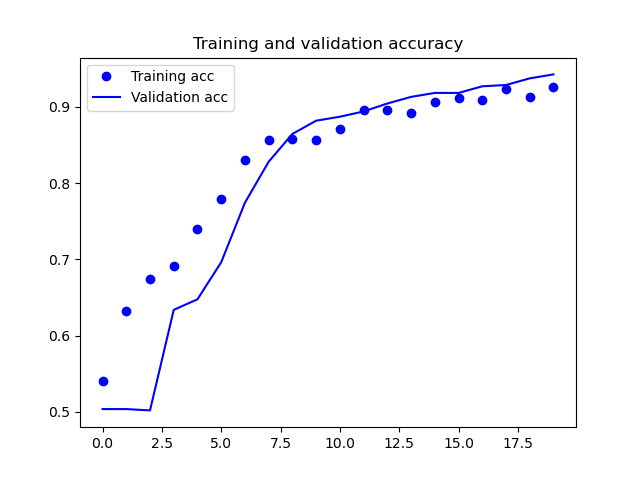 Training and validation accuracy
Training acc
Validation acc
0.9
0.8
0.7
0.6
0.5
0.0 2.5 5.0 7.5 10.0 12.5 15.0 17.5